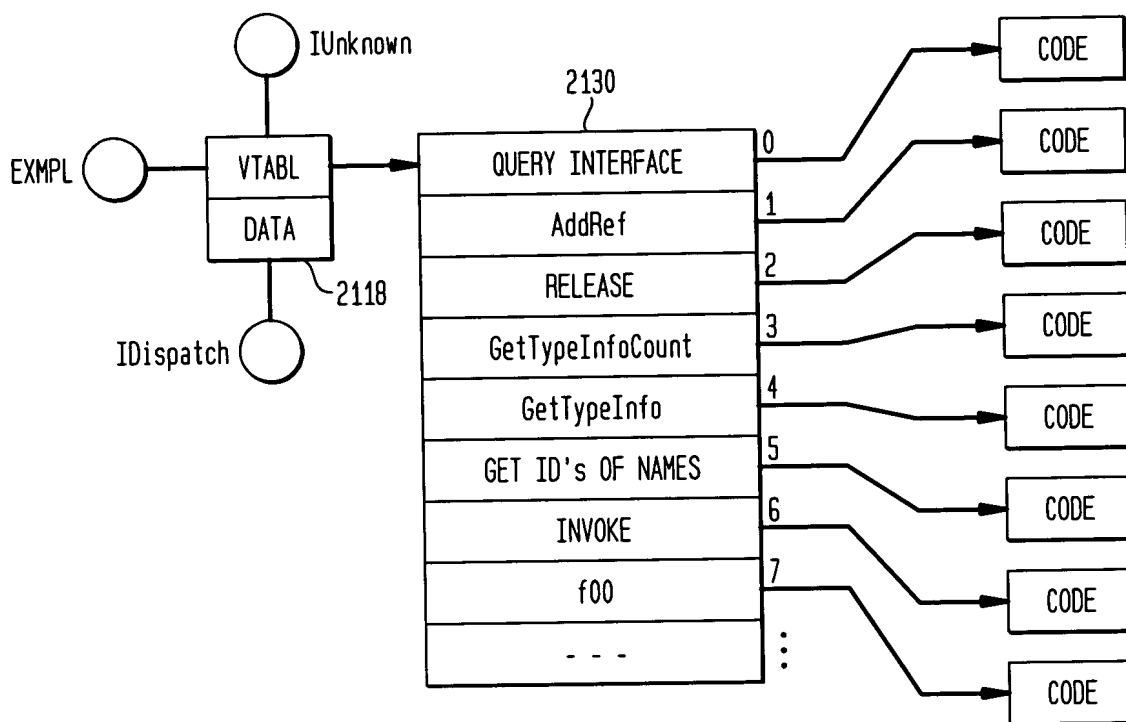 IUnknown
EXMPL
VTABL
DATA
2118
IDispatch
2130
QUERY INTERFACE
0
CODE
AddRef
1
CODE
RELEASE
2
CODE
GetTypeInfoCount
3
CODE
GetTypeInfo
4
CODE
GET ID's OF NAMES
5
CODE
INVOKE
6
CODE
f00
7
CODE
- - -